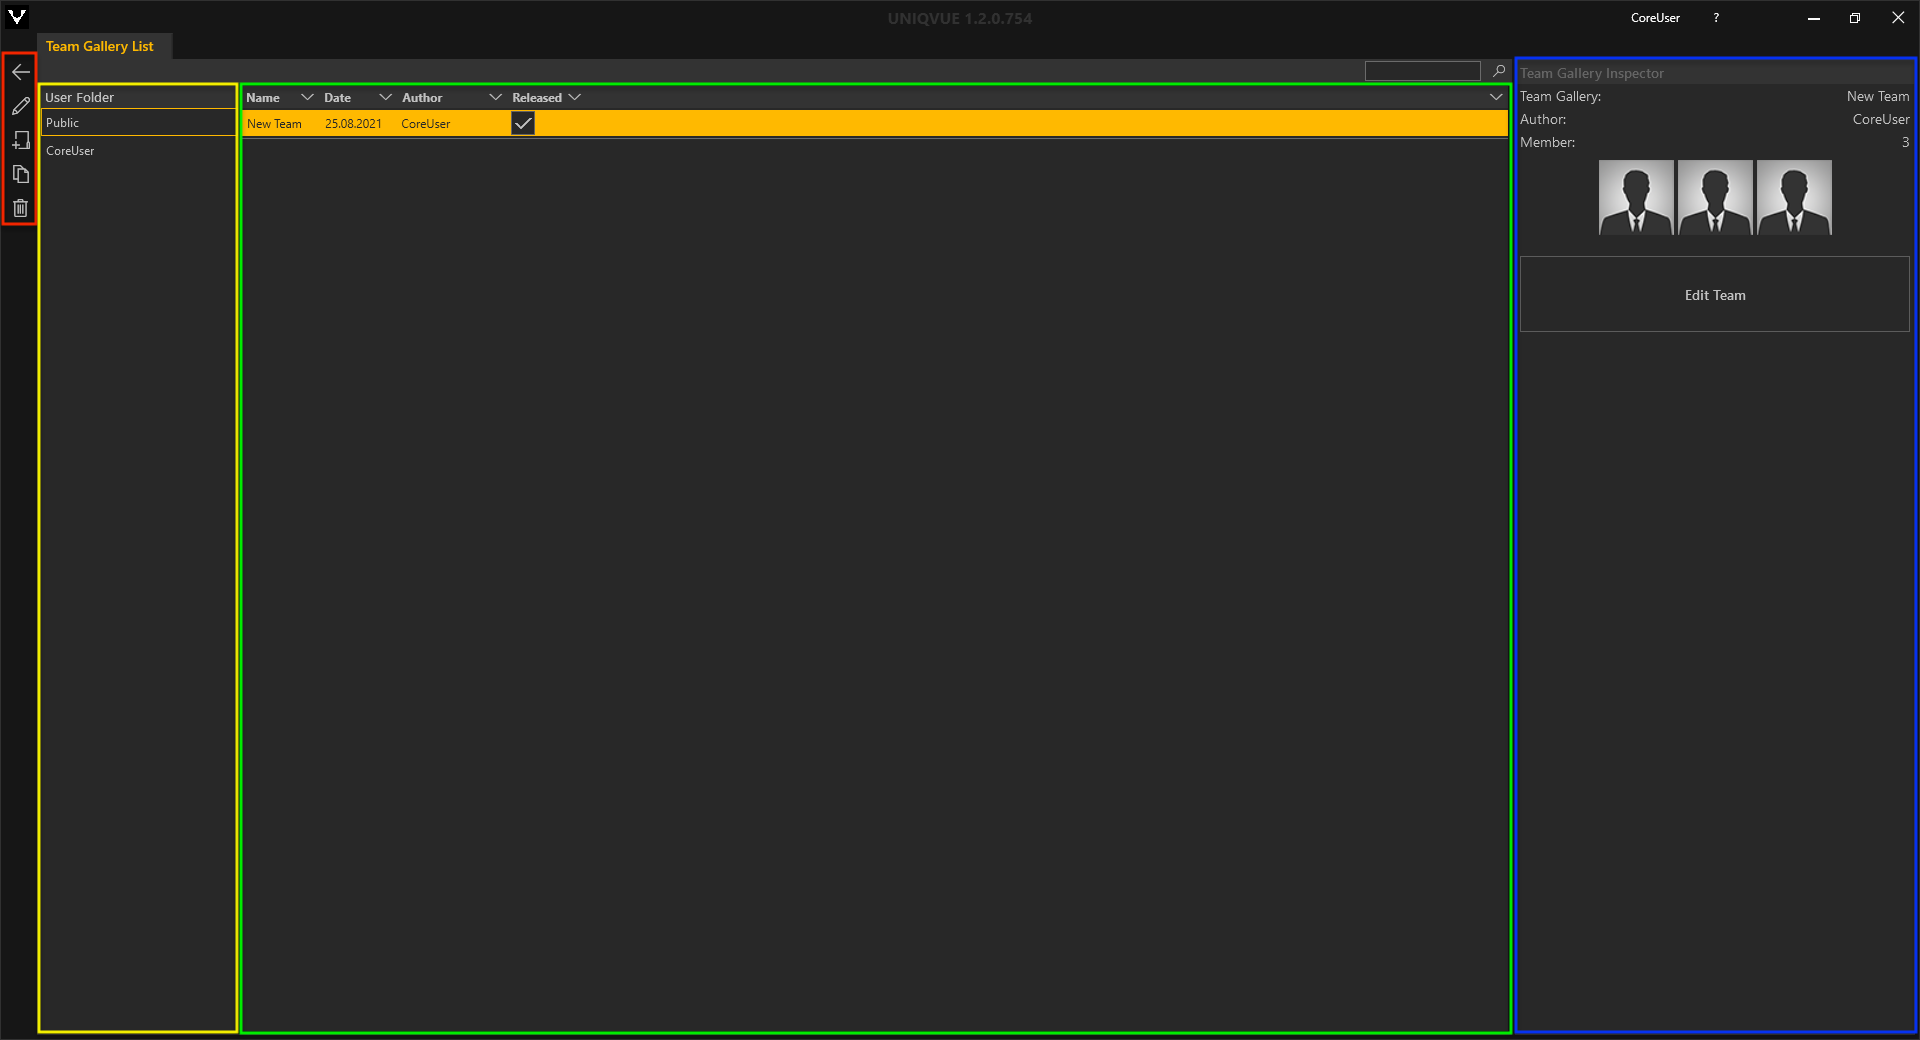 UNIQVUE 1.2.0.754
CoreUser ?
Team Gallery List
User Folder
Public
CoreUser
Name Date Author Released
New Team 25.08.2021 CoreUser
Team Gallery Inspector
Team Gallery: New Team
Author: CoreUser
Member: 3
Edit Team